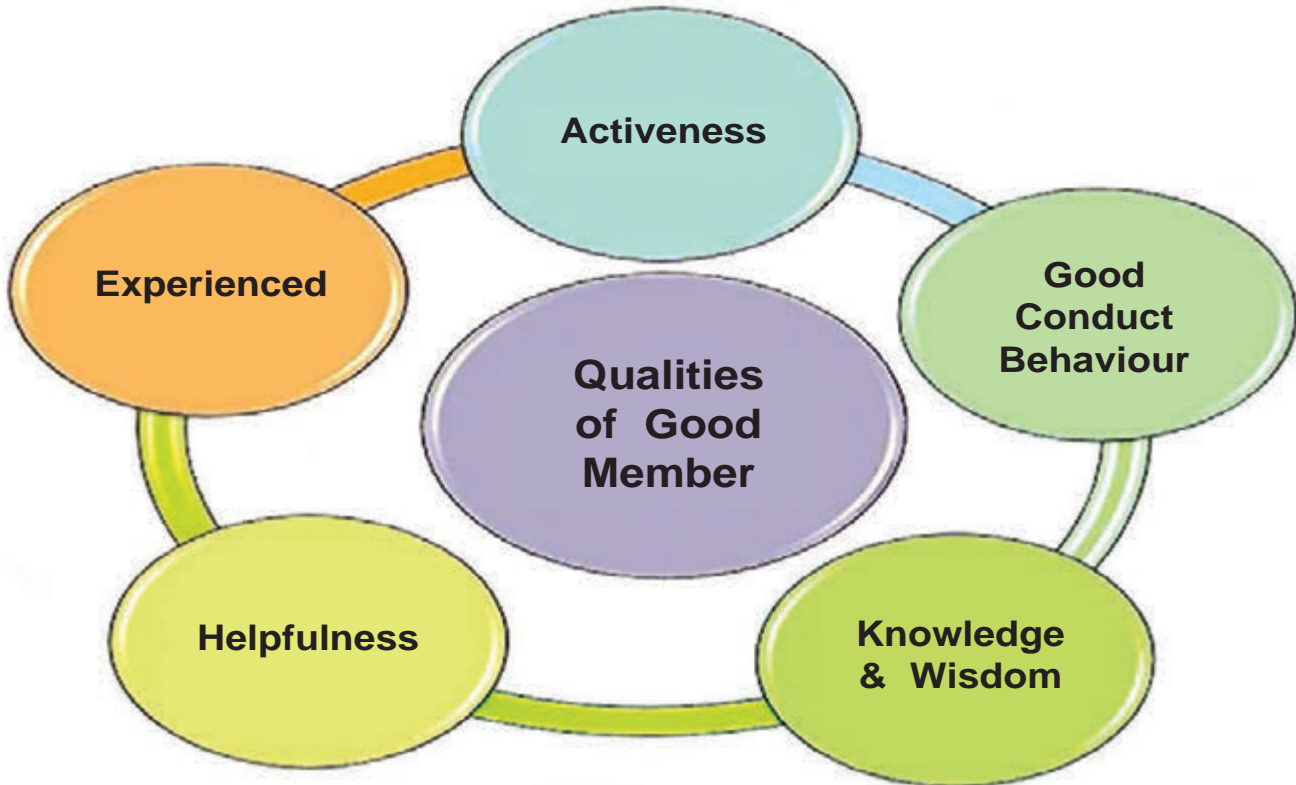 Activeness
Good
Conduct
Behaviour
Knowledge
& Wisdom
Helpfulness
Experienced
Qualities
of Good
Member